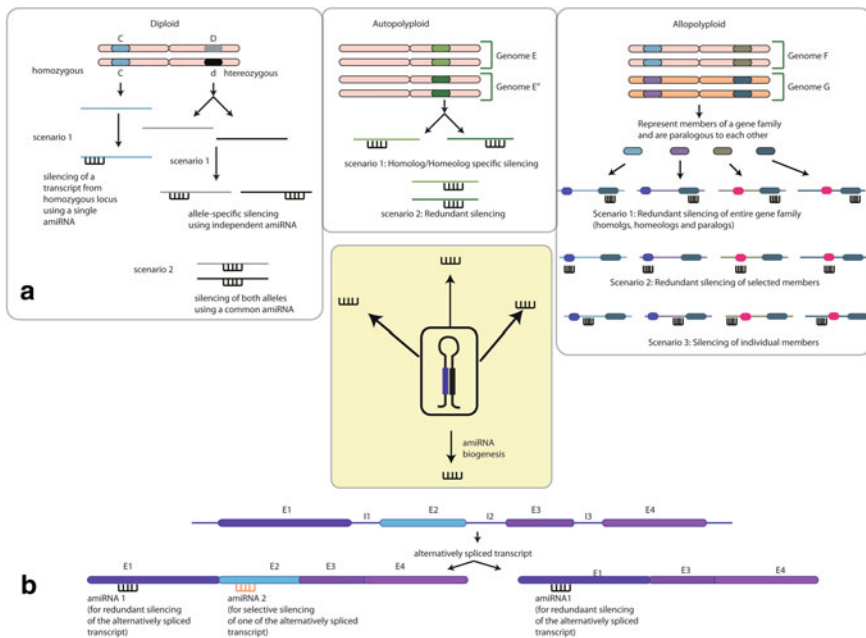 Diploid
C
D
homozygous
C
d
htereozygous
scenario 1
scenario 1
silencing of
a transcript from
homozygous locus
using a single
amiRNA
allele-specific silencing
using independent amiRNA
scenario 2
silencing of both alleles
using a common amiRNA
a
Autopolyploid
Genome E
Genome E"
scenario 1: Homolog/Homeolog specific silencing
scenario 2: Redundant silencing
Allopolyploid
Genome F
Genome G
Represent members of a gene family
and are paralogous to each other
Scenario 1: Redundant silencing of entire gene family
(homolgs, homeologs and paralogs)
Scenario 2: Redundant silencing of selected members
Scenario 3: Silencing of individual members
amiRNA
biogenesis
E1
I1
E2
I2
E3
I3
E4
alternatively spliced transcript
b
E1
E2
E3
E4
amiRNA 1
(for redundant silencing
of the alternatively spliced
transcript)
amiRNA 2
(for selective silencing
of one of the alternatively spliced
transcript)
E1
E3
E4
amiRNA1
(for redundaant silencing
of the alternatively spliced
transcript)